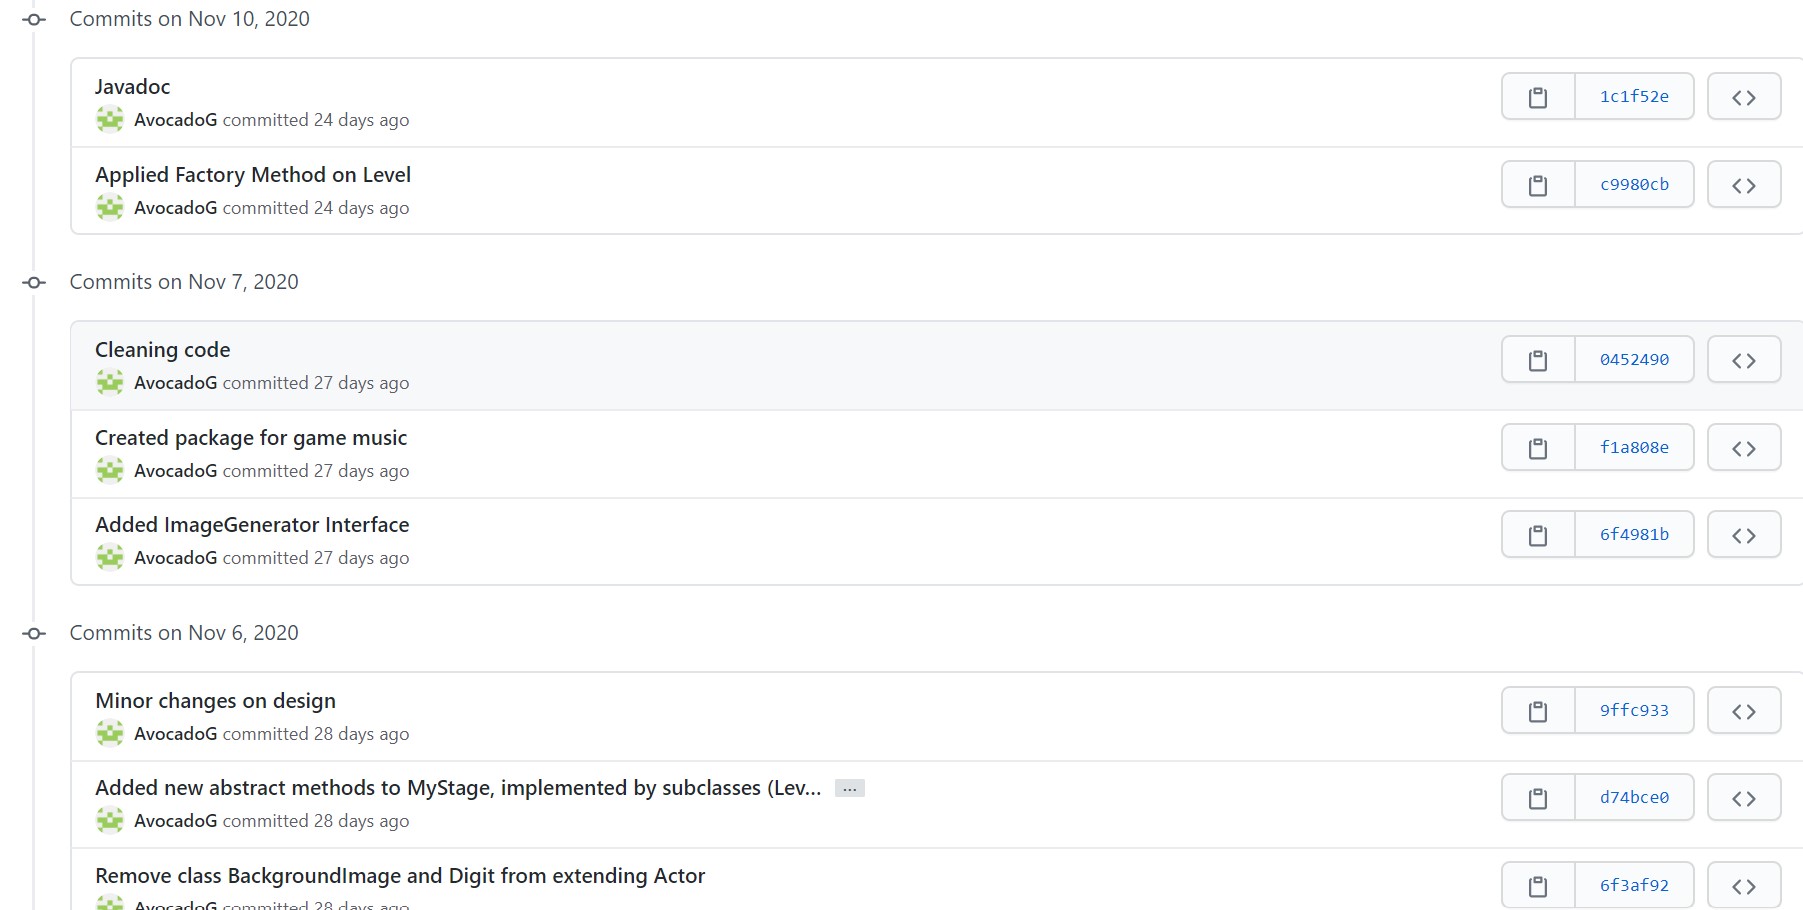 Commits on Nov 10, 2020
Javadoc
1c1f52e
AvocadoG committed 24 days ago
Applied Factory Method on Level
c9980cb
AvocadoG committed 24 days ago
Commits on Nov 7, 2020
Cleaning code
0452490
AvocadoG committed 27 days ago
Created package for game music
f1a808e
AvocadoG committed 27 days ago
Added ImageGenerator Interface
6f4981b
AvocadoG committed 27 days ago
Commits on Nov 6, 2020
Minor changes on design
9ffc933
AvocadoG committed 28 days ago
Added new abstract methods to MyStage, implemented by subclasses (Lev... ...
d74bce0
AvocadoG committed 28 days ago
Remove class BackgroundImage and Digit from extending Actor
6f3af92
AvocadoG committed 28 days ago